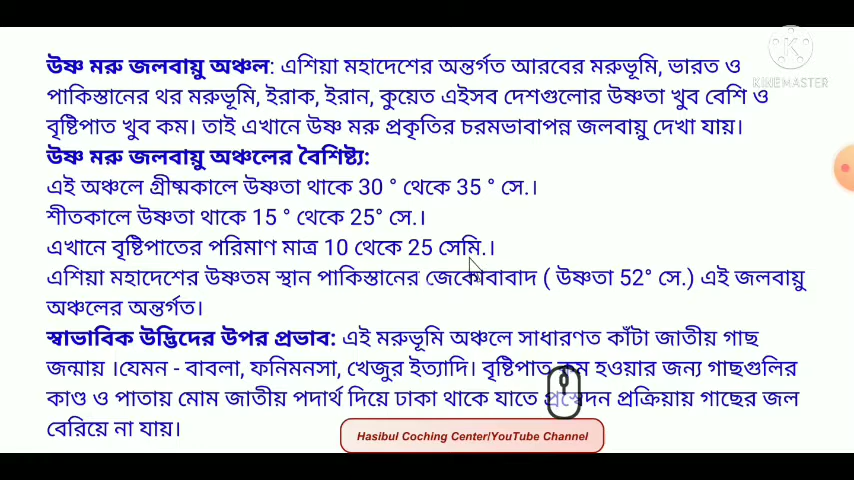 উষ্ণ মরু জলবায়ু অঞ্চল: এশিয়া মহাদেশের অন্তর্গত আরবের মরুভূমি, ভারত ও
পাকিস্তানের থর মরুভূমি, ইরাক, ইরান, কুয়েত এইসব দেশগুলোর উষ্ণতা খুব বেশি ও
বৃষ্টিপাত খুব কম। তাই এখানে উষ্ণ মরু প্রকৃতির চরমভাবাপন্ন জলবায়ু দেখা যায়।
উষ্ণ মরু জলবায়ু অঞ্চলের বৈশিষ্ট্য:
এই অঞ্চলে গ্রীষ্মকালে উষ্ণতা থাকে 30 ° থেকে 35 ° সে.।
শীতকালে উষ্ণতা থাকে 15 ° থেকে 25° সে.।
এখানে বৃষ্টিপাতের পরিমাণ মাত্র 10 থেকে 25 সেমি.।
এশিয়া মহাদেশের উষ্ণতম স্থান পাকিস্তানের জেকোবাবাদ ( উষ্ণতা 52° সে.) এই জলবায়ু
অঞ্চলের অন্তর্গত।
স্বাভাবিক উদ্ভিদের উপর প্রভাব: এই মরুভূমি অঞ্চলে সাধারণত কাঁটা জাতীয় গাছ
জন্মায় ।যেমন - বাবলা, ফনিমনসা, খেজুর ইত্যাদি। বৃষ্টিপাত কম হওয়ার জন্য গাছগুলির
কাণ্ড ও পাতায় মোম জাতীয় পদার্থ দিয়ে ঢাকা থাকে যাতে প্রস্বেদন প্রক্রিয়ায় গাছের জল
বেরিয়ে না যায়।
Hasibul Coching Center/YouTube Channel
KINEMASTER